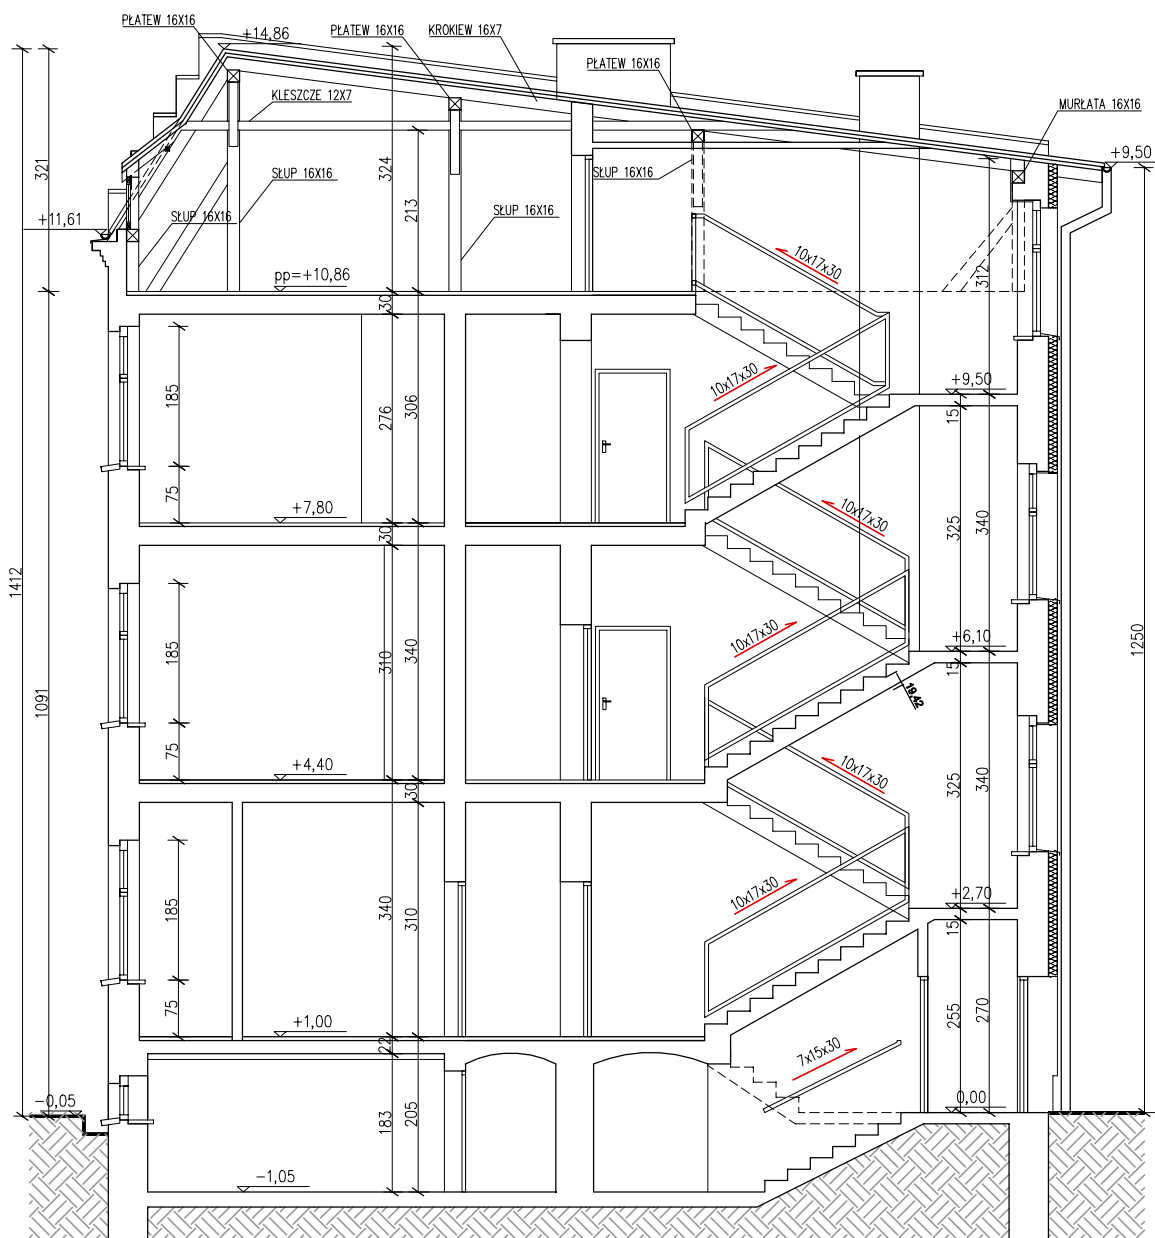 PŁATEW 16X16
+14,86
PŁATEW 16X16
KROKIEW 16X7
PŁATEW 16X16
KLESZCZE 12X7
MURŁATA 16X16
+9,50
321
324
SŁUP 16X16
SŁUP 16X16
213
SŁUP 16X16
SŁUP 16X16
+11,61
10x17x30
pp=+10,86
312
30
10x17x30
+9,50
185
276
306
15
75
+7,80
10x17x30
30
325
340
1412
1091
185
310
340
10x17x30
+6,10
15
1250
19,42
75
+4,40
10x17x30
30
325
340
185
340
310
10x17x30
+2,70
15
75
+1,00
22
255
270
7x15x30
-0,05
0,00
183
205
-1,05